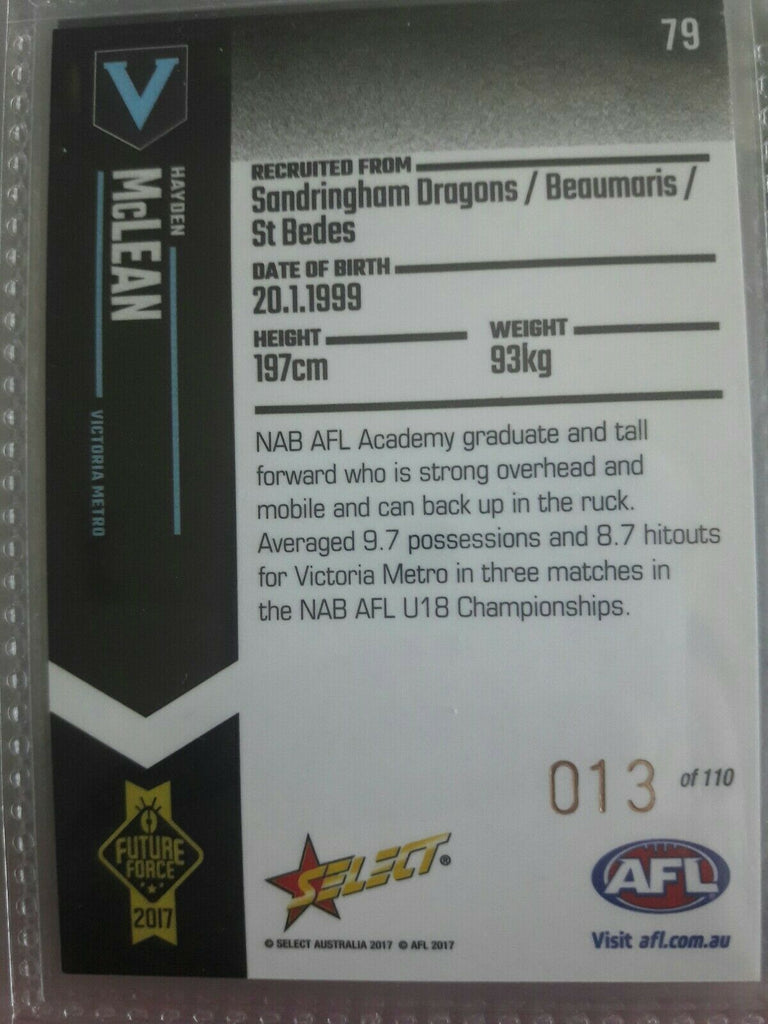 79
V
HAYDEN
McLEAN
VICTORIA METRO
RECRUITED FROM
Sandringham Dragons / Beaumaris /
St Bedes
DATE OF BIRTH
20.1.1999
HEIGHT
197cm
WEIGHT
93kg
NAB AFL Academy graduate and tall
forward who is strong overhead and
mobile and can back up in the ruck.
Averaged 9.7 possessions and 8.7 hitouts
for Victoria Metro in three matches in
the NAB AFL U18 Championships.
013 of 110
FUTURE
FORCE
2017
SELECT®
© SELECT AUSTRALIA 2017 © AFL 2017
AFL
Visit afl.com.au